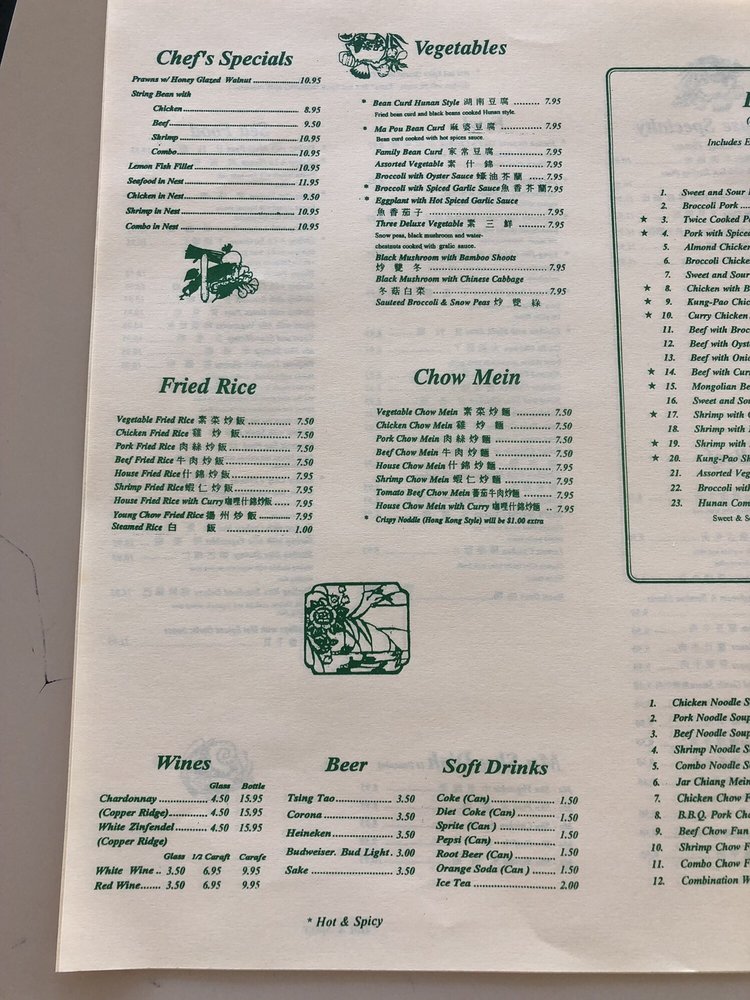 Chef's Specials
Prawns w/ Honey Glazed Walnut ..................10.95
String Bean with
Chicken............................................ 8.95
Beef................................................. 9.50
Shrimp.............................................10.95
Combo..............................................10.95
Lemon Fish Fillet..................................10.95
Seafood in Nest.....................................11.95
Chicken in Nest..................................... 9.50
Shrimp in Nest......................................10.95
Combo in Nest ......................................10.95
Vegetables
* Bean Curd Hunan Style 湖南豆腐 ......... 7.95
Fried bean curd and black beans cooked Hunan style.
* Ma Pou Bean Curd 麻婆豆腐 ............... 7.95
Bean curd cooked with hot spices sauce.
Family Bean Curd 家常豆腐 .................. 7.95
Assorted Vegetable 素 什 錦 .................. 7.95
Broccoli with Oyster Sauce 蠔油芥蘭 ...... 7.95
* Broccoli with Spiced Garlic Sauce魚香芥蘭7.95
* Eggplant with Hot Spiced Garlic Sauce
魚香茄子 .............................................7.95
Three Deluxe Vegetable 素 三 鮮 ......... 7.95
Snow peas, black mushroom and water-
chestnuts cooked with gralic sauce.
Black Mushroom with Bamboo Shoots
炒 雙 冬 .............................................7.95
Black Mushroom with Chinese Cabbage
冬菇白菜 .............................................7.95
Sauteed Broccoli & Snow Peas 炒 雙 綠
Fried Rice
Vegetable Fried Rice 素菜炒飯............. 7.50
Chicken Fried Rice 雞 炒 飯............... 7.50
Pork Fried Rice 肉絲炒飯.................... 7.50
Beef Fried Rice 牛肉炒飯.................... 7.50
House Fried Rice 什錦炒飯................. 7.95
Shrimp Fried Rice 蝦仁炒飯............... 7.95
House Fried Rice with Curry 咖哩什錦炒飯.... 7.95
Young Chow Fried Rice 揚州炒飯 ............. 7.95
Steamed Rice 白 飯 ........................ 1.00
Chow Mein
Vegetable Chow Mein 素菜炒麵 ........... 7.50
Chicken Chow Mein 雞 炒 麵 ............. 7.50
Pork Chow Mein 肉絲炒麵 ................. 7.50
Beef Chow Mein 牛肉炒麵 ................. 7.50
House Chow Mein 什錦炒麵 ............... 7.95
Shrimp Chow Mein 蝦仁炒麵 ............. 7.95
Tomato Beef Chow Mein 蕃茄牛肉炒麵 ........ 7.95
House Chow Mein with Curry 咖哩什錦炒麵 ..... 7.95
* Crispy Noddle (Hong Kong Style) will be $1.00 extra
Wines
Glass Bottle
Chardonnay ................ 4.50 15.95
(Copper Ridge)............. 4.50 15.95
White Zinfendel ........... 4.50 15.95
(Copper Ridge)
Glass 1/2 Caraft Carafe
White Wine .. 3.50 6.95 9.95
Red Wine....... 3.50 6.95 9.95
Beer
Tsing Tao.................. 3.50
Corona ..................... 3.50
Heineken................... 3.50
Budweiser. Bud Light. 3.00
Sake ........................ 3.50
Soft Drinks
Coke (Can)...................... 1.50
Diet Coke (Can)............... 1.50
Sprite (Can )................... 1.50
Pepsi (Can)..................... 1.50
Root Beer (Can)............... 1.50
Orange Soda (Can ).......... 1.50
Ice Tea .......................... 2.00
* Hot & Spicy
Includes
1. Sweet and Sour
2. Broccoli Pork ...
★ 3. Twice Cooked
★ 4. Pork with Spiced
5. Almond Chicken
6. Broccoli Chicken
7. Sweet and Sour
★ 8. Chicken with
★ 9. Kung-Pao
★ 10. Curry Chicken
11. Beef with
12. Beef with
13. Beef with
★ 14. Beef with
★ 15. Mongolian
16. Sweet and Sour
★ 17. Shrimp with
18. Shrimp with
★ 19. Shrimp with
★ 20. Kung-Pao
21. Assorted
22. Broccoli with
23. Hunan
Sweet &
1. Chicken Noodle
2. Pork Noodle Soup
3. Beef Noodle Soup
4. Shrimp Noodle
5. Combo Noodle
6. Jar Chiang Mein
7. Chicken Chow
8. B.B.Q. Pork
9. Beef Chow Fun
10. Shrimp Chow
11. Combo Chow
12. Combination